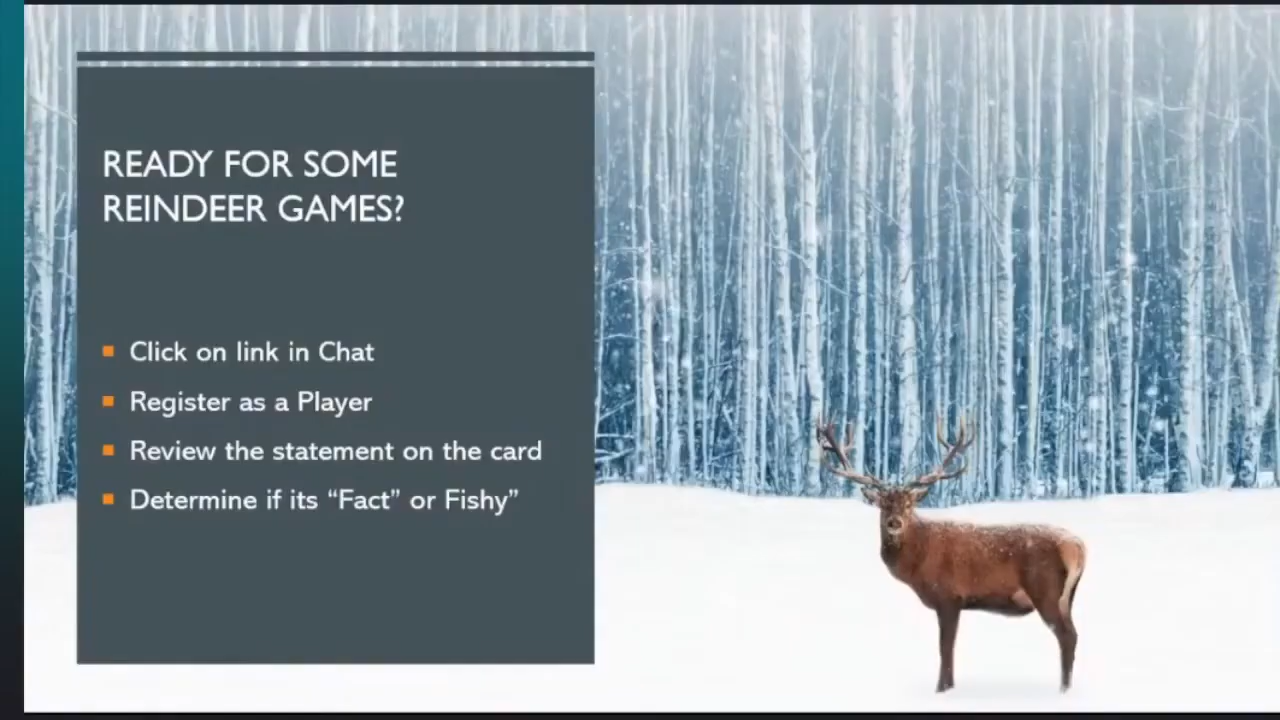 READY FOR SOME
REINDEER GAMES?
Click on link in Chat
Register as a Player
Review the statement on the card
Determine if its “Fact” or Fishy”